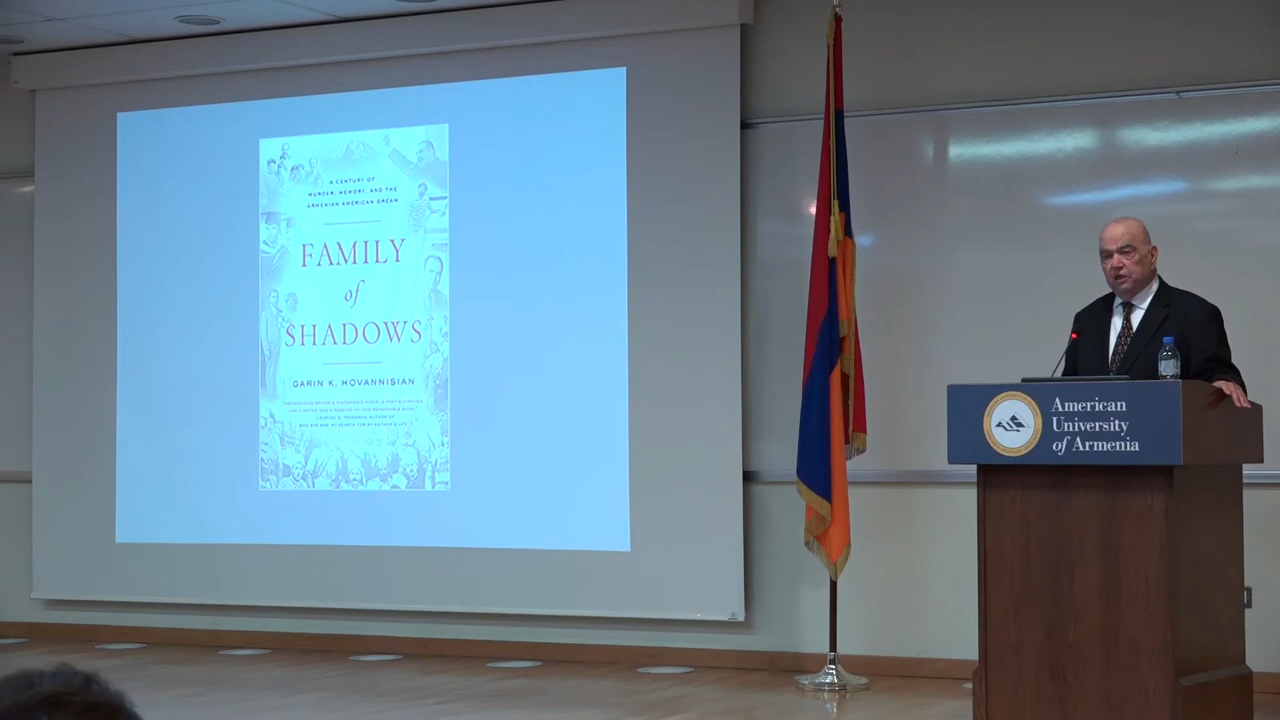 A CENTURY OF
MURDER, MEMORY, AND THE
ARMENIAN AMERICAN DREAM
FAMILY
of
SHADOWS
GARIN K. HOVANNISIAN
American
University
of Armenia